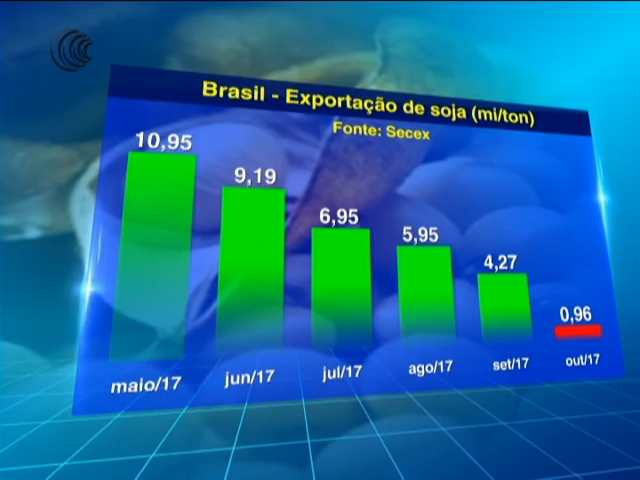 Brasil - Exportação de soja (mi/ton)
Fonte: Secex
10,95
9,19
6,95
5,95
4,27
0,96
maio/17
jun/17
jul/17
ago/17
set/17
out/17